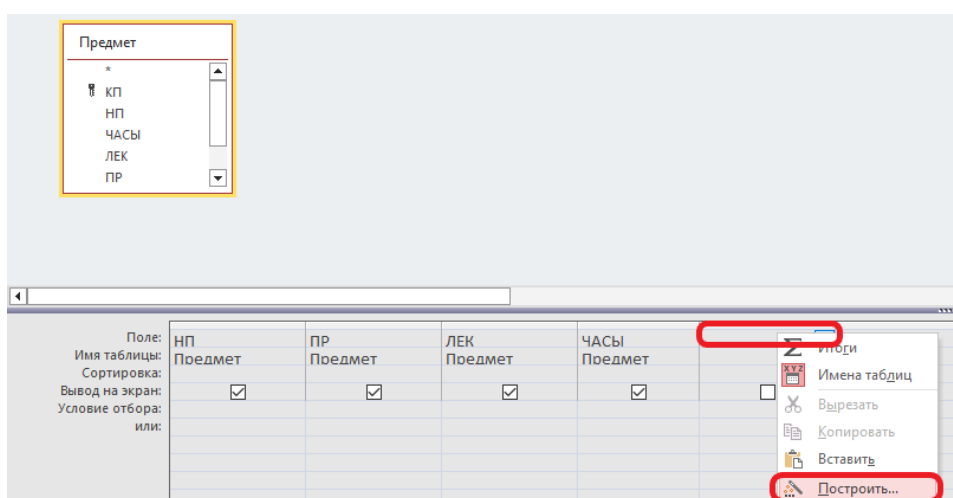 Предмет
*
КП
НП
ЧАСЫ
ЛЕК
ПР
Поле: НП ПР ЛЕК ЧАСЫ
Имя таблицы: Предмет Предмет Предмет Предмет
Сортировка:
Вывод на экран:
Условие отбора:
или:
Итоги
XYZ
Имена таблиц
Вырезать
Копировать
Вставить
Построить...